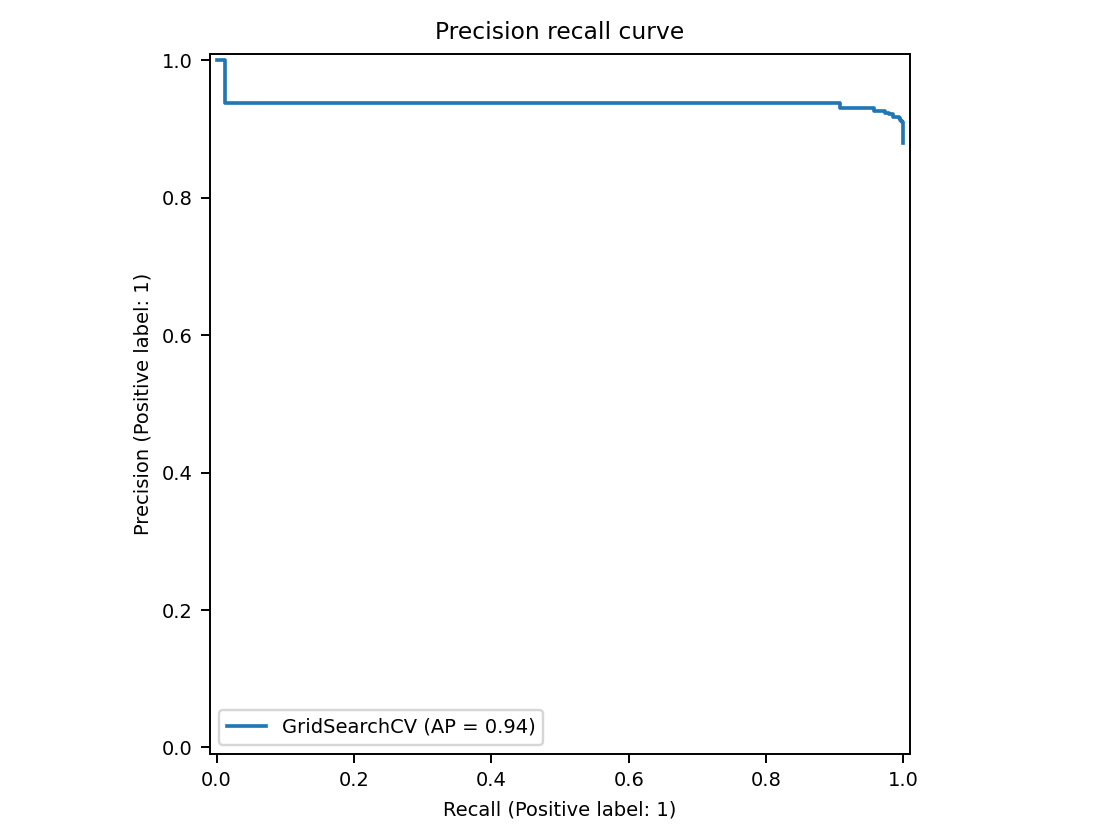 Precision recall curve
1.0
0.8
0.6
0.4
0.2
0.0
Precision (Positive label: 1)
GridSearchCV (AP = 0.94)
0.0 0.2 0.4 0.6 0.8 1.0
Recall (Positive label: 1)